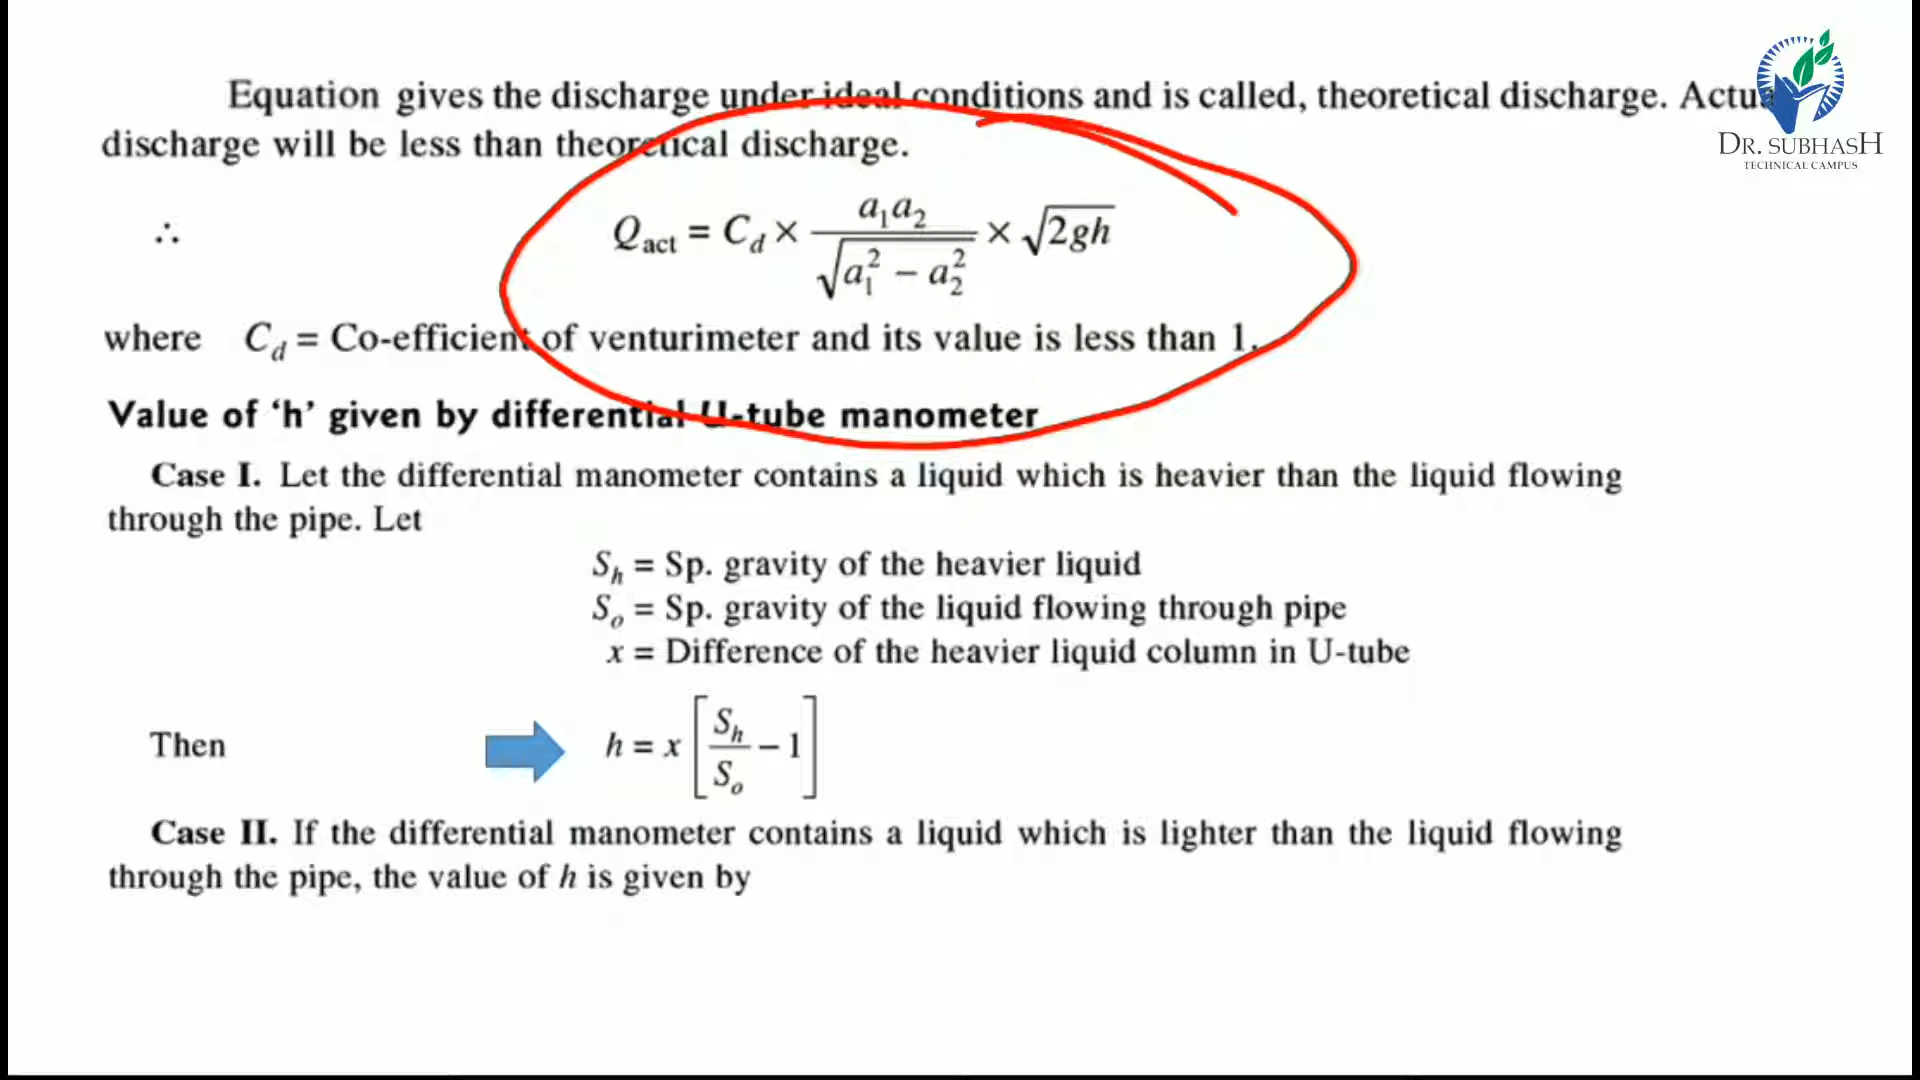 Equation gives the discharge under ideal conditions and is called, theoretical discharge. Actu
discharge will be less than theoretical discharge.
∴ Q_act = C_d × a₁a₂ / √(a₁² − a₂²) × √(2gh)
where C_d = Co-efficient of venturimeter and its value is less than 1.
Value of ‘h’ given by differential U-tube manometer
Case I. Let the differential manometer contains a liquid which is heavier than the liquid flowing
through the pipe. Let
S_h = Sp. gravity of the heavier liquid
S_o = Sp. gravity of the liquid flowing through pipe
x = Difference of the heavier liquid column in U-tube
Then h = x [S_h / S_o − 1]
Case II. If the differential manometer contains a liquid which is lighter than the liquid flowing
through the pipe, the value of h is given by
DR. SUBHASH
TECHNICAL CAMPUS